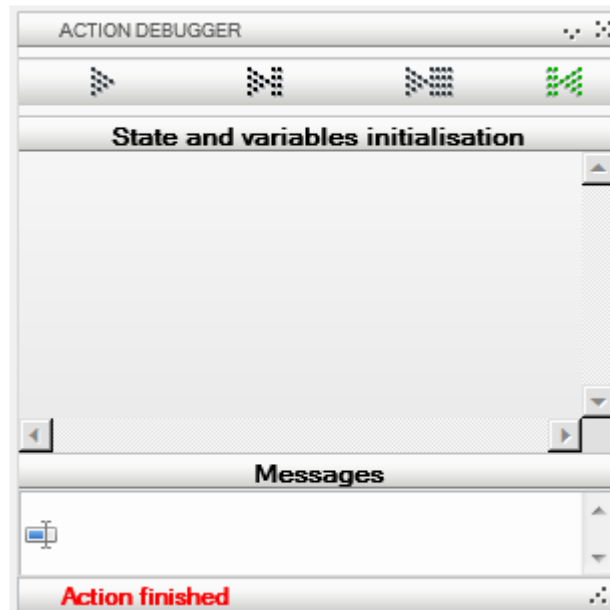 ACTION DEBUGGER
State and variables initialisation
Messages
Action finished